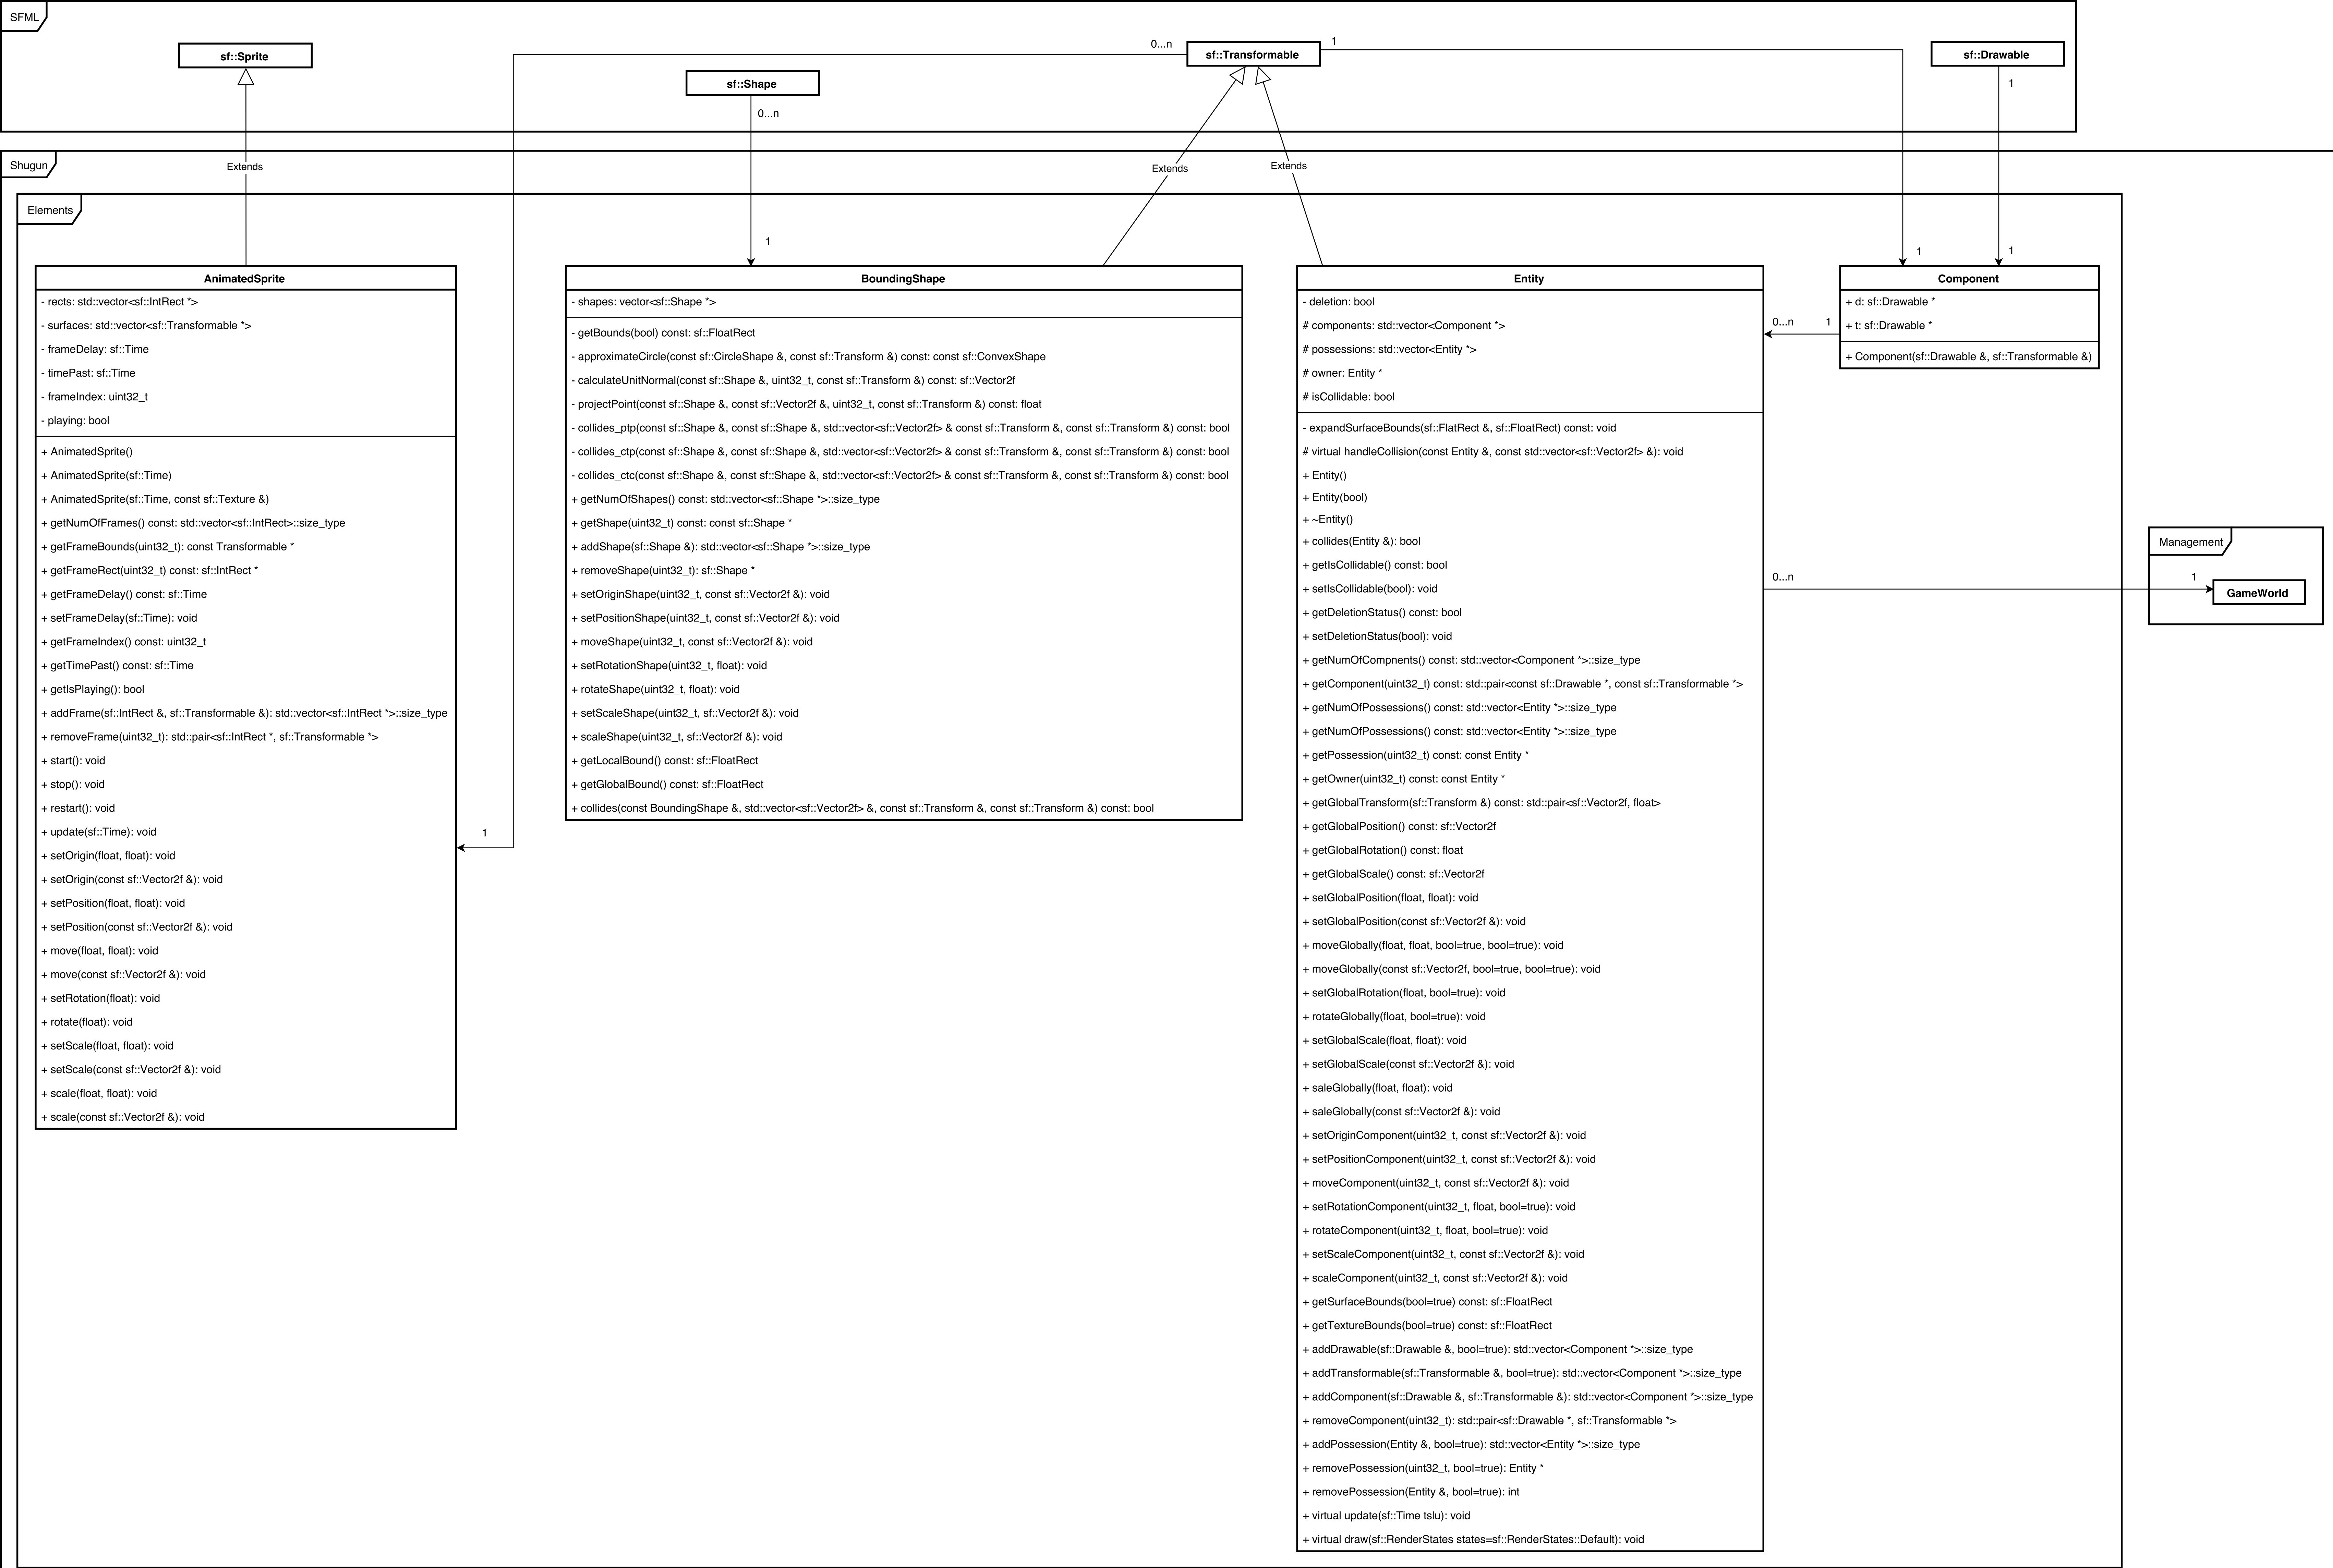 SFML
sf::Sprite
sf::Shape
0...n
sf::Transformable
1
sf::Drawable
1
0...n
Shugun
Extends
Extends
Extends
Elements
1
1
1
AnimatedSprite
- rects: std::vector<sf::IntRect *>
- surfaces: std::vector<sf::Transformable *>
- frameDelay: sf::Time
- timePast: sf::Time
- frameIndex: uint32_t
- playing: bool
+ AnimatedSprite()
+ AnimatedSprite(sf::Time)
+ AnimatedSprite(sf::Time, const sf::Texture &)
+ getNumOfFrames() const: std::vector<sf::IntRect>::size_type
+ getFrameBounds(uint32_t): const Transformable *
+ getFrameRect(uint32_t) const: sf::IntRect *
+ getFrameDelay() const: sf::Time
+ setFrameDelay(sf::Time): void
+ getFrameIndex() const: uint32_t
+ getTimePast() const: sf::Time
+ getIsPlaying(): bool
+ addFrame(sf::IntRect &, sf::Transformable &): std::vector<sf::IntRect *>::size_type
+ removeFrame(uint32_t): std::pair<sf::IntRect *, sf::Transformable *>
+ start(): void
+ stop(): void
+ restart(): void
+ update(sf::Time): void
+ setOrigin(float, float): void
+ setOrigin(const sf::Vector2f &): void
+ setPosition(float, float): void
+ setPosition(const sf::Vector2f &): void
+ move(float, float): void
+ move(const sf::Vector2f &): void
+ setRotation(float): void
+ rotate(float): void
+ setScale(float, float): void
+ setScale(const sf::Vector2f &): void
+ scale(float, float): void
+ scale(const sf::Vector2f &): void
1
BoundingShape
- shapes: vector<sf::Shape *>
- getBounds(bool) const: sf::FloatRect
- approximateCircle(const sf::CircleShape &, const sf::Transform &) const: const sf::ConvexShape
- calculateUnitNormal(const sf::Shape &, uint32_t, const sf::Transform &) const: sf::Vector2f
- projectPoint(const sf::Shape &, const sf::Vector2f &, uint32_t, const sf::Transform &) const: float
- collides_ptp(const sf::Shape &, const sf::Shape &, std::vector<sf::Vector2f> & const sf::Transform &, const sf::Transform &) const: bool
- collides_ctp(const sf::Shape &, const sf::Shape &, std::vector<sf::Vector2f> & const sf::Transform &, const sf::Transform &) const: bool
- collides_ctc(const sf::Shape &, const sf::Shape &, std::vector<sf::Vector2f> & const sf::Transform &, const sf::Transform &) const: bool
+ getNumOfShapes() const: std::vector<sf::Shape *>::size_type
+ getShape(uint32_t) const: const sf::Shape *
+ addShape(sf::Shape &): std::vector<sf::Shape *>::size_type
+ removeShape(uint32_t): sf::Shape *
+ setOriginShape(uint32_t, const sf::Vector2f &): void
+ setPositionShape(uint32_t, const sf::Vector2f &): void
+ moveShape(uint32_t, const sf::Vector2f &): void
+ setRotationShape(uint32_t, float): void
+ rotateShape(uint32_t, float): void
+ setScaleShape(uint32_t, sf::Vector2f &): void
+ scaleShape(uint32_t, sf::Vector2f &): void
+ getLocalBound() const: sf::FloatRect
+ getGlobalBound() const: sf::FloatRect
+ collides(const BoundingShape &, std::vector<sf::Vector2f> &, const sf::Transform &, const sf::Transform &) const: bool
Entity
- deletion: bool
# components: std::vector<Component *>
# possessions: std::vector<Entity *>
# owner: Entity *
# isCollidable: bool
- expandSurfaceBounds(sf::FlatRect &, sf::FloatRect) const: void
# virtual handleCollision(const Entity &, const std::vector<sf::Vector2f> &): void
+ Entity()
+ Entity(bool)
+ ~Entity()
+ collides(Entity &): bool
+ getIsCollidable() const: bool
+ setIsCollidable(bool): void
+ getDeletionStatus() const: bool
+ setDeletionStatus(bool): void
+ getNumOfCompnents() const: std::vector<Component *>::size_type
+ getComponent(uint32_t) const: std::pair<const sf::Drawable *, const sf::Transformable *>
+ getNumOfPossessions() const: std::vector<Entity *>::size_type
+ getNumOfPossessions() const: std::vector<Entity *>::size_type
+ getPossession(uint32_t) const: const Entity *
+ getOwner(uint32_t) const: const Entity *
+ getGlobalTransform(sf::Transform &) const: std::pair<sf::Vector2f, float>
+ getGlobalPosition() const: sf::Vector2f
+ getGlobalRotation() const: float
+ getGlobalScale() const: sf::Vector2f
+ setGlobalPosition(float, float): void
+ setGlobalPosition(const sf::Vector2f &): void
+ moveGlobally(float, float, bool=true, bool=true): void
+ moveGlobally(const sf::Vector2f, bool=true, bool=true): void
+ setGlobalRotation(float, bool=true): void
+ rotateGlobally(float, bool=true): void
+ setGlobalScale(float, float): void
+ setGlobalScale(const sf::Vector2f &): void
+ saleGlobally(float, float): void
+ saleGlobally(const sf::Vector2f &): void
+ setOriginComponent(uint32_t, const sf::Vector2f &): void
+ setPositionComponent(uint32_t, const sf::Vector2f &): void
+ moveComponent(uint32_t, const sf::Vector2f &): void
+ setRotationComponent(uint32_t, float, bool=true): void
+ rotateComponent(uint32_t, float, bool=true): void
+ setScaleComponent(uint32_t, const sf::Vector2f &): void
+ scaleComponent(uint32_t, const sf::Vector2f &): void
+ getSurfaceBounds(bool=true) const: sf::FloatRect
+ getTextureBounds(bool=true) const: sf::FloatRect
+ addDrawable(sf::Drawable &, bool=true): std::vector<Component *>::size_type
+ addTransformable(sf::Transformable &, bool=true): std::vector<Component *>::size_type
+ addComponent(sf::Drawable &, sf::Transformable &): std::vector<Component *>::size_type
+ removeComponent(uint32_t): std::pair<sf::Drawable *, sf::Transformable *>
+ addPossession(Entity &, bool=true): std::vector<Entity *>::size_type
+ removePossession(uint32_t, bool=true): Entity *
+ removePossession(Entity &, bool=true): int
+ virtual update(sf::Time tslu): void
+ virtual draw(sf::RenderStates states=sf::RenderStates::Default): void
0...n
1
Component
+ d: sf::Drawable *
+ t: sf::Drawable *
+ Component(sf::Drawable &, sf::Transformable &)
0...n
1
Management
GameWorld